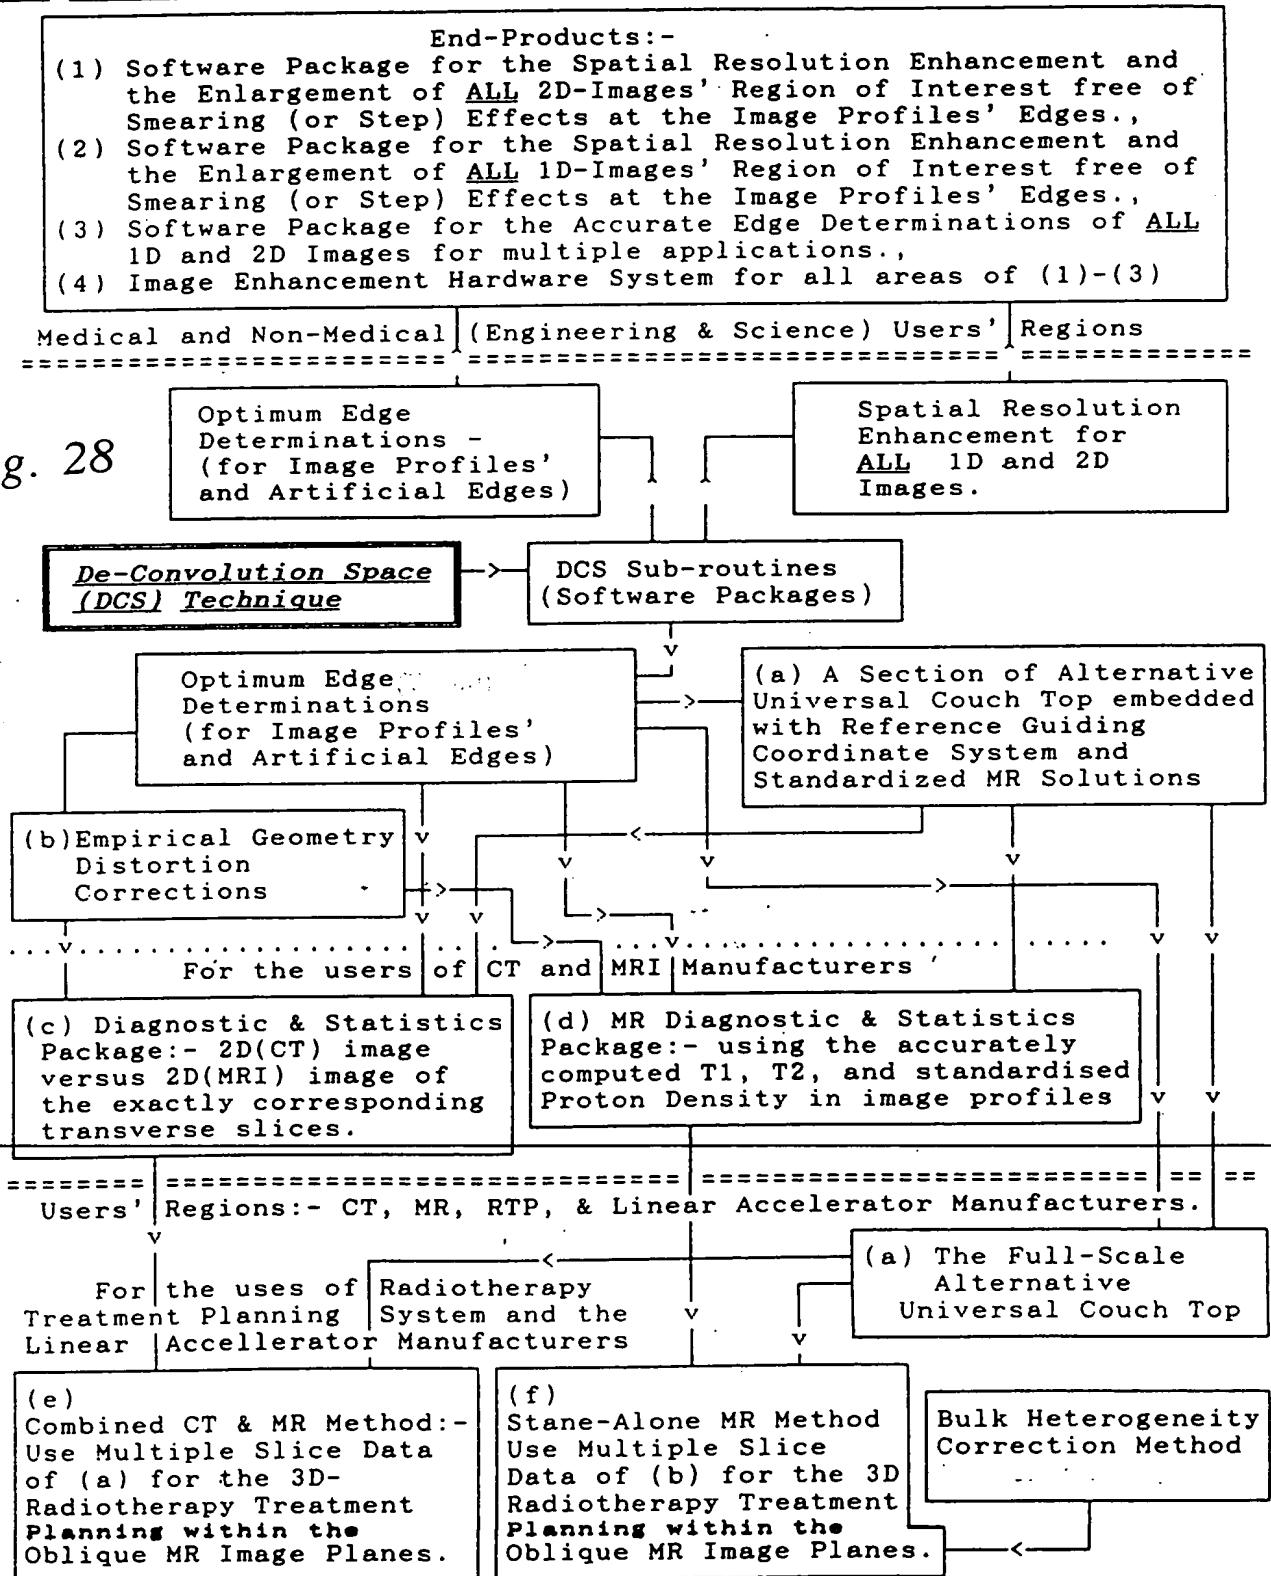 End-Products:-
(1) Software Package for the Spatial Resolution Enhancement and
the Enlargement of ALL 2D-Images' Region of Interest free of
Smearing (or Step) Effects at the Image Profiles' Edges.,
(2) Software Package for the Spatial Resolution Enhancement and
the Enlargement of ALL 1D-Images' Region of Interest free of
Smearing (or Step) Effects at the Image Profiles' Edges.,
(3) Software Package for the Accurate Edge Determinations of ALL
1D and 2D Images for multiple applications.,
(4) Image Enhancement Hardware System for all areas of (1)-(3)
Medical and Non-Medical (Engineering & Science) Users' Regions
Optimum Edge
Determinations -
(for Image Profiles'
and Artificial Edges)
Spatial Resolution
Enhancement for
ALL 1D and 2D
Images.
g. 28
De-Convolution Space
(DCS) Technique
DCS Sub-routines
(Software Packages)
Optimum Edge
Determinations
(for Image Profiles'
and Artificial Edges)
(a) A Section of Alternative
Universal Couch Top embedded
with Reference Guiding
Coordinate System and
Standardized MR Solutions
(b) Empirical Geometry
Distortion
Corrections
For the users of CT and MRI Manufacturers
(c) Diagnostic & Statistics
Package:- 2D(CT) image
versus 2D(MRI) image of
the exactly corresponding
transverse slices.
(d) MR Diagnostic & Statistics
Package:- using the accurately
computed T1, T2, and standardised
Proton Density in image profiles
Users' Regions:- CT, MR, RTP, & Linear Accelerator Manufacturers.
(a) The Full-Scale
Alternative
Universal Couch Top
For the uses of Radiotherapy
Treatment Planning System and the
Linear Accellerator Manufacturers
(e)
Combined CT & MR Method:-
Use Multiple Slice Data
of (a) for the 3D-
Radiotherapy Treatment
Planning within the
Oblique MR Image Planes.
(f)
Stane-Alone MR Method
Use Multiple Slice
Data of (b) for the 3D
Radiotherapy Treatment
Planning within the
Oblique MR Image Planes.
Bulk Heterogeneity
Correction Method